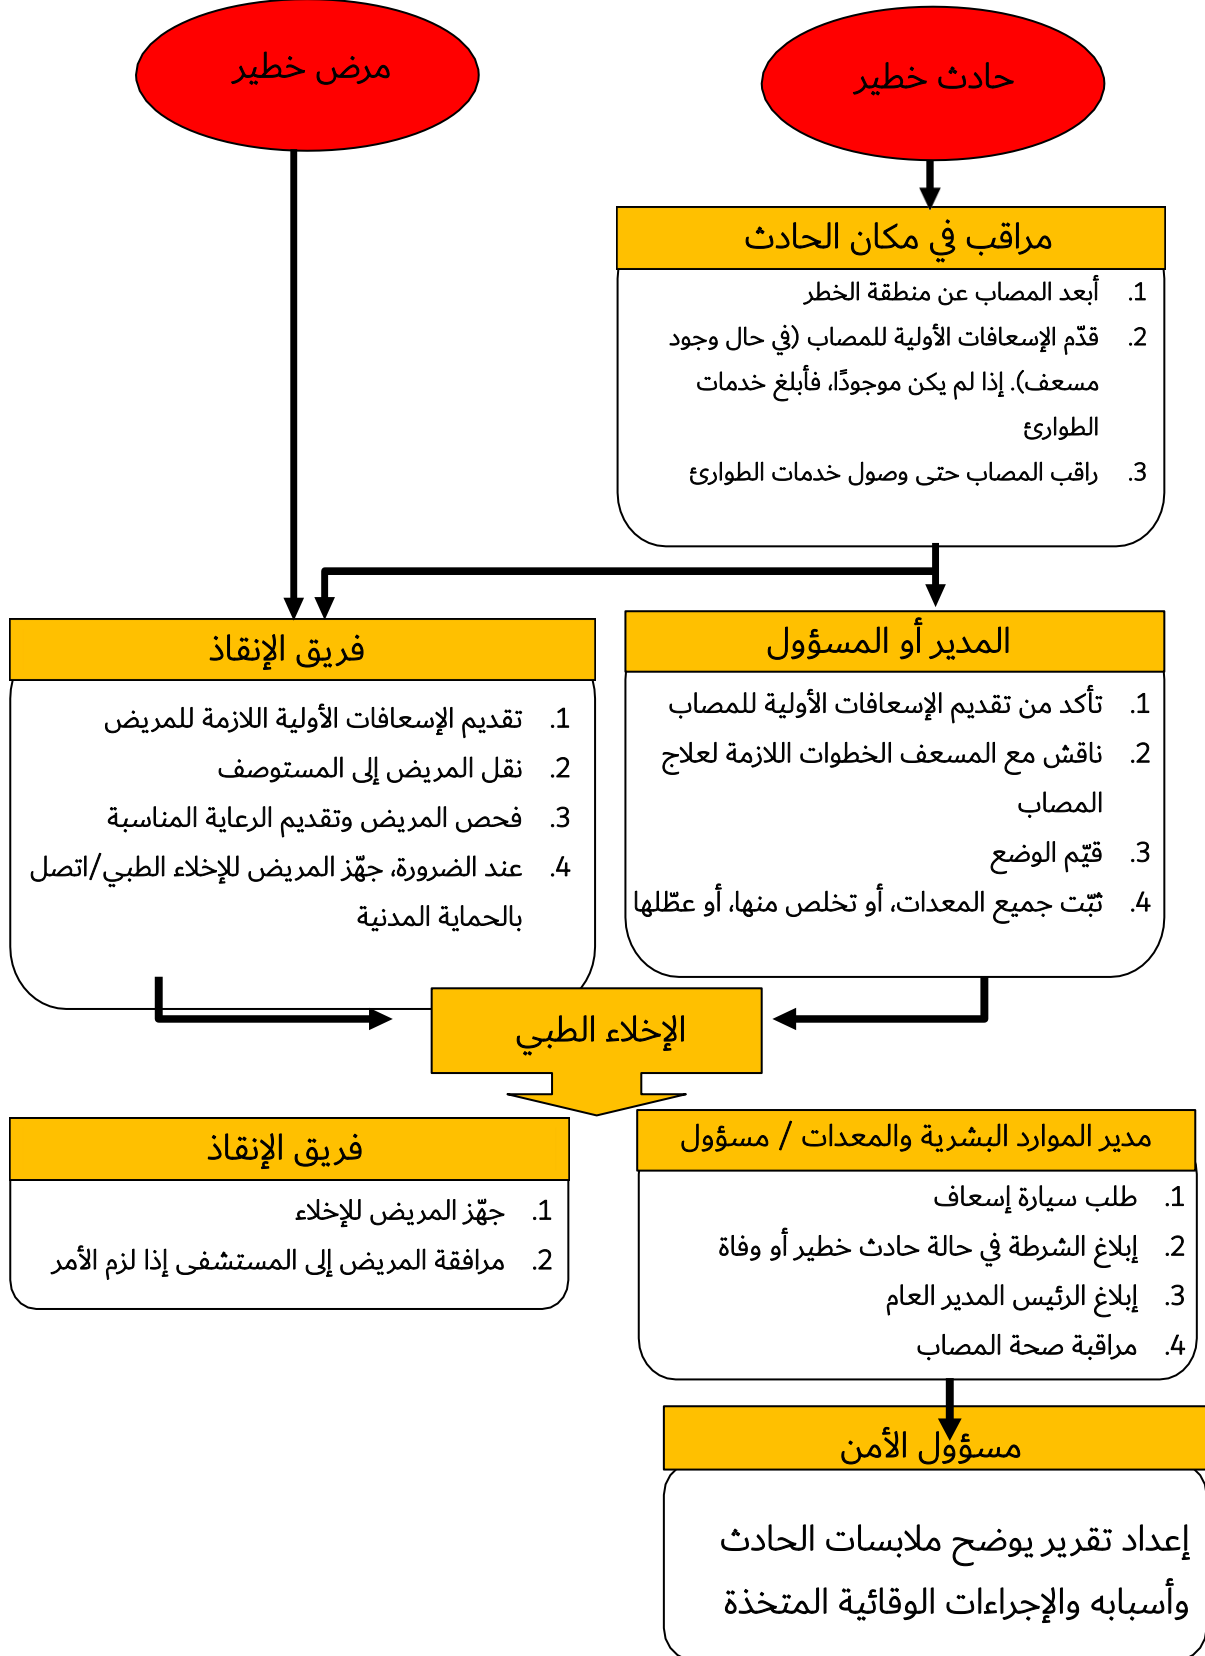 حادث خطير
مرض خطير
مراقب في مكان الحادث
1. أبعد المصاب عن منطقة الخطر
2. قدّم الإسعافات الأولية للمصاب (في حال وجود
مسعف). إذا لم يكن موجودًا، فأبلغ خدمات
الطوارئ
3. راقب المصاب حتى وصول خدمات الطوارئ
المدير أو المسؤول
1. تأكد من تقديم الإسعافات الأولية للمصاب
2. ناقش مع المسعف الخطوات اللازمة لعلاج
المصاب
3. قيّم الوضع
4. ثبّت جميع المعدات، أو تخلص منها، أو عطّلها
فريق الإنقاذ
1. تقديم الإسعافات الأولية اللازمة للمريض
2. نقل المريض إلى المستوصف
3. فحص المريض وتقديم الرعاية المناسبة
4. عند الضرورة، جهّز المريض للإخلاء الطبي/اتصل
بالحماية المدنية
الإخلاء الطبي
مدير الموارد البشرية والمعدات / مسؤول
1. طلب سيارة إسعاف
2. إبلاغ الشرطة في حالة حادث خطير أو وفاة
3. إبلاغ الرئيس المدير العام
4. مراقبة صحة المصاب
فريق الإنقاذ
1. جهّز المريض للإخلاء
2. مرافقة المريض إلى المستشفى إذا لزم الأمر
مسؤول الأمن
إعداد تقرير يوضح ملابسات الحادث
وأسبابه والإجراءات الوقائية المتخذة